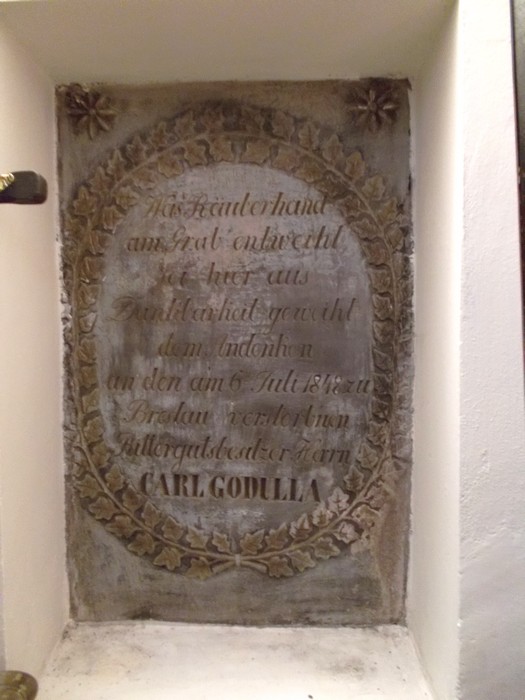 Was Räuberhand
am Grab entweiht
Sei hier aus
Dankbarkeit geweiht
dem Andenken
an den am 6. Juli 1848 zu
Breslau verstorbnen
Rittergutsbesitzer Herrn
CARL GODULLA